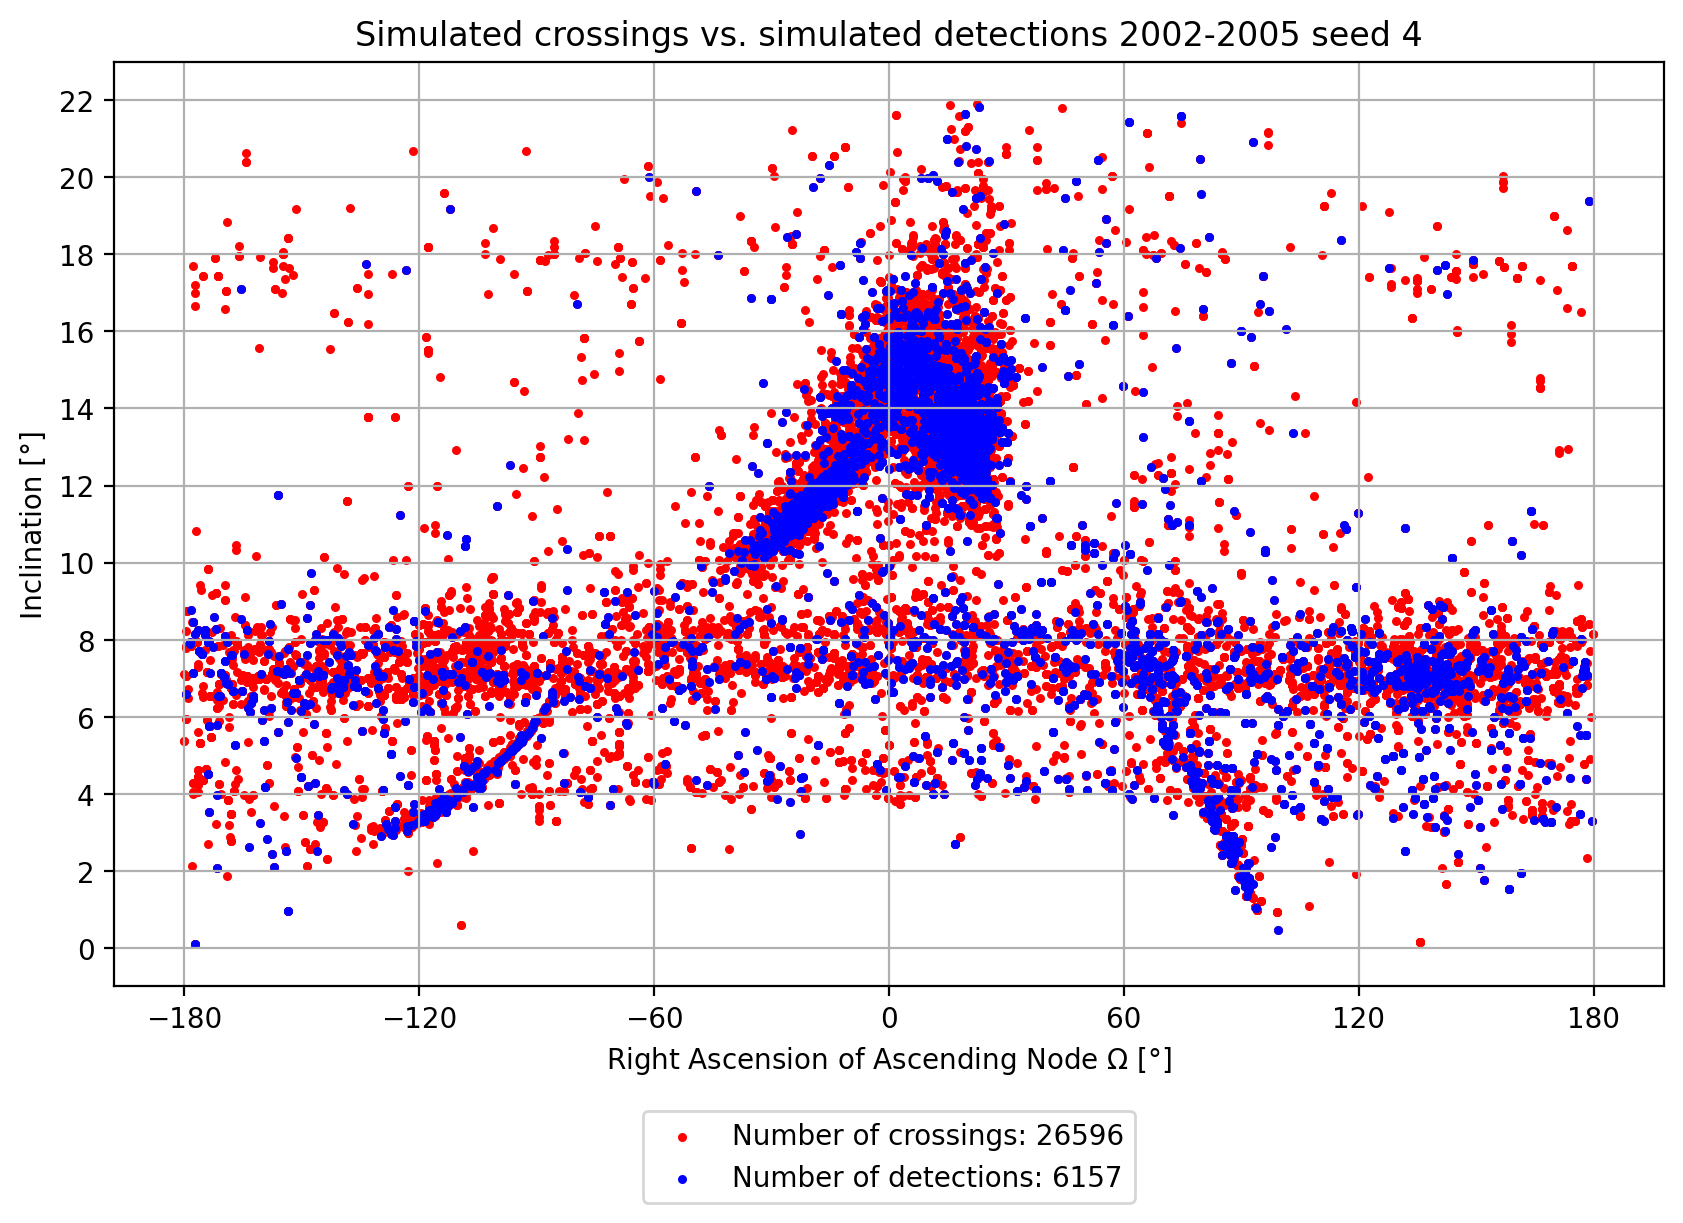 Simulated crossings vs. simulated detections 2002-2005 seed 4
22
20
18
16
14
12
10
8
6
4
2
0
Inclination [°]
−180 −120 −60 0 60 120 180
Right Ascension of Ascending Node Ω [°]
Number of crossings: 26596
Number of detections: 6157